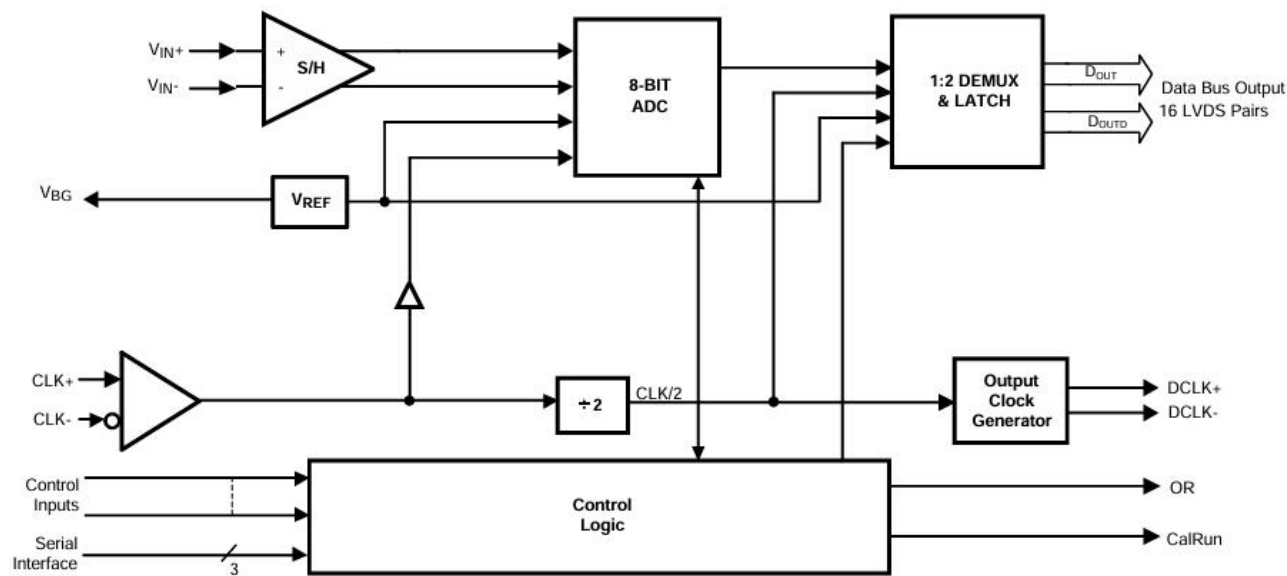 VIN+
VIN-
+
-
S/H
8-BIT
ADC
1:2 DEMUX
& LATCH
DOUT
DOUTD
Data Bus Output
16 LVDS Pairs
VBG
VREF
CLK+
CLK-
÷2
CLK/2
Output
Clock
Generator
DCLK+
DCLK-
Control
Inputs
Serial
Interface
3
Control
Logic
OR
CalRun